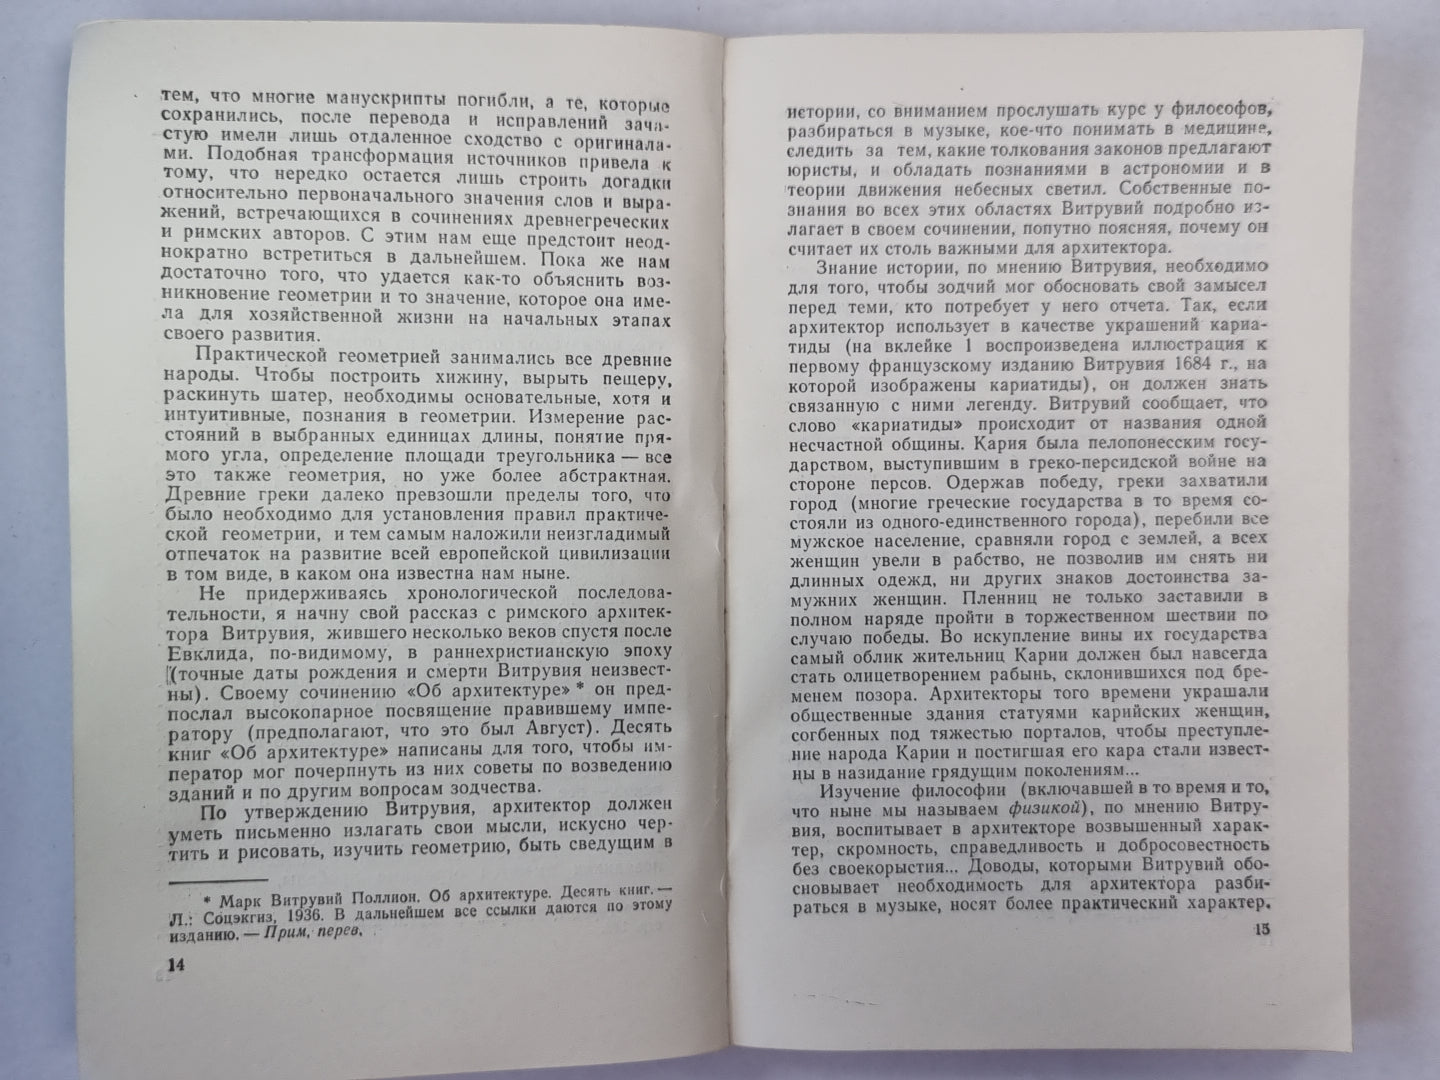 тем, что многие манускрипты погибли, а те, которые
сохранились, после перевода и исправлений зача-
стую имели лишь отдаленное сходство с оригинала-
ми. Подобная трансформация источников привела к
тому, что нередко остается лишь строить догадки
относительно первоначального значения слов и выра-
жений, встречающихся в сочинениях древнегреческих
и римских авторов. С этим нам еще предстоит неод-
нократно встретиться в дальнейшем. Пока же нам
достаточно того, что удается как-то объяснить воз-
никновение геометрии и то значение, которое она име-
ла для хозяйственной жизни на начальных этапах
своего развития.
Практической геометрией занимались все древние
народы. Чтобы построить хижину, вырыть пещеру,
раскинуть шатер, необходимы основательные, хотя и
интуитивные, познания в геометрии. Измерение рас-
стояний в выбранных единицах длины, понятие пря-
мого угла, определение площади треугольника — все
это также геометрия, но уже более абстрактная.
Древние греки далеко превзошли пределы того, что
было необходимо для установления правил практиче-
ской геометрии, и тем самым наложили неизгладимый
отпечаток на развитие всей европейской цивилизации
в том виде, в каком она известна нам ныне.
Не придерживаясь хронологической последова-
тельности, я начну свой рассказ с римского архитек-
тора Витрувия, жившего несколько веков спустя после
Евклида, по-видимому, в раннехристианскую эпоху
(точные даты рождения и смерти Витрувия неизвест-
ны). Своему сочинению «Об архитектуре» * он пред-
послал высокопарное посвящение правившему импе-
ратору (предполагают, что это был Август). Десять
книг «Об архитектуре» написаны для того, чтобы им-
ператор мог почерпнуть из них советы по возведению
зданий и по другим вопросам зодчества.
По утверждению Витрувия, архитектор должен
уметь письменно излагать свои мысли, искусно чер-
тить и рисовать, изучить геометрию, быть сведущим в
* Марк Витрувий Поллион. Об архитектуре. Десять книг. —
Л.: Соцэкгиз, 1936. В дальнейшем все ссылки даются по этому
изданию. — Прим. перев.
14
истории, со вниманием прослушать курс у философов,
разбираться в музыке, кое-что понимать в медицине,
следить за тем, какие толкования законов предлагают
юристы, и обладать познаниями в астрономии и в
теории движения небесных светил. Собственные по-
знания во всех этих областях Витрувий подробно из-
лагает в своем сочинении, попутно поясняя, почему он
считает их столь важными для архитектора.
Знание истории, по мнению Витрувия, необходимо
для того, чтобы зодчий мог обосновать свой замысел
перед теми, кто потребует у него отчета. Так, если
архитектор использует в качестве украшений кариа-
тиды (на вклейке 1 воспроизведена иллюстрация к
первому французскому изданию Витрувия 1684 г., на
которой изображены кариатиды), он должен знать
связанную с ними легенду. Витрувий сообщает, что
слово «кариатиды» происходит от названия одной
несчастной общины. Кария была пелопонесским госу-
дарством, выступившим в греко-персидской войне на
стороне персов. Одержав победу, греки захватили
город (многие греческие государства в то время со-
стояли из одного-единственного города), перебили все
мужское население, сравняли город с землей, а всех
женщин увели в рабство, не позволив им снять ни
длинных одежд, ни других знаков достоинства за-
мужних женщин. Пленниц не только заставили в
полном наряде пройти в торжественном шествии по
случаю победы. Во искупление вины их государства
самый облик жительниц Карии должен был навсегда
стать олицетворением рабынь, склонившихся под бре-
менем позора. Архитекторы того времени украшали
общественные здания статуями карийских женщин,
согбенных под тяжестью порталов, чтобы преступле-
ние народа Карии и постигшая его кара стали извест-
ны в назидание грядущим поколениям...
Изучение философии (включавшей в то время и то,
что ныне мы называем физикой), по мнению Витру-
вия, воспитывает в архитекторе возвышенный харак-
тер, скромность, справедливость и добросовестность
без своекорыстия... Доводы, которыми Витрувий обо-
сновывает необходимость для архитектора разби-
раться в музыке, носят более практический характер.
15